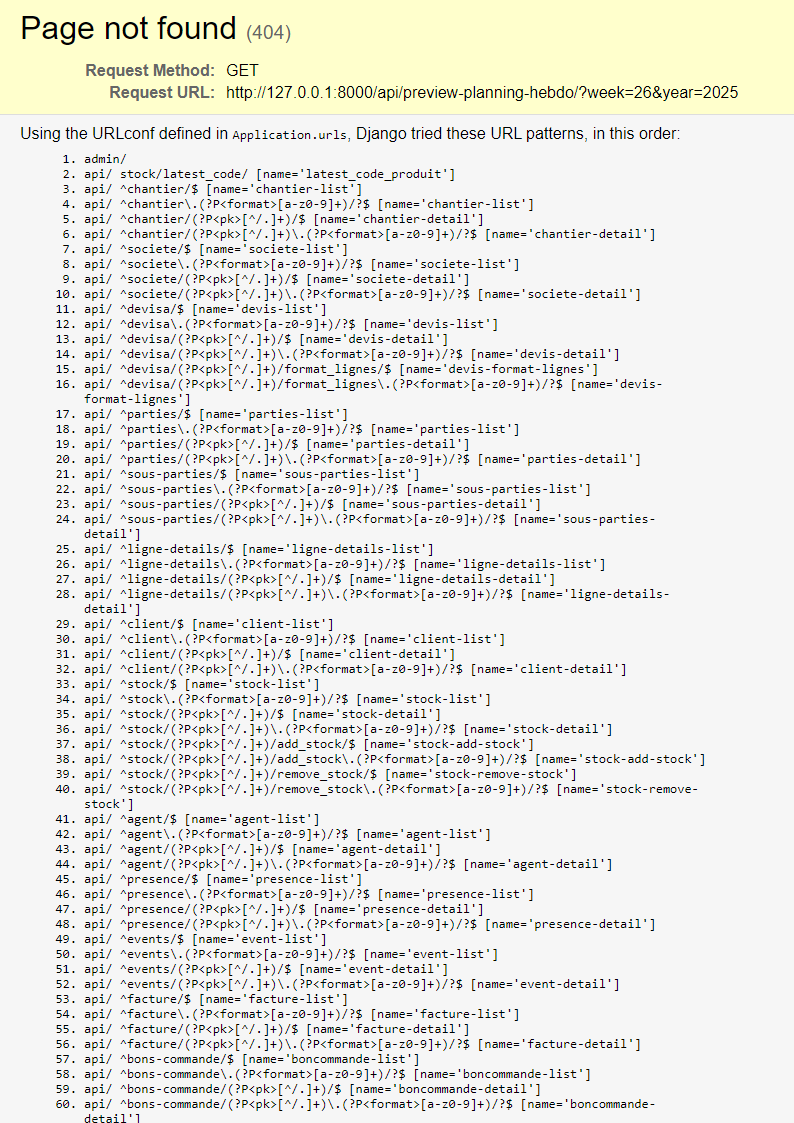 Page not found (404)
Request Method: GET
Request URL: http://127.0.0.1:8000/api/preview-planning-hebdo/?week=26&year=2025
Using the URLconf defined in Application.urls, Django tried these URL patterns, in this order:
1. admin/
2. api/ stock/latest_code/ [name='latest_code_produit']
3. api/ ^chantier/$ [name='chantier-list']
4. api/ ^chantier\.(?P<format>[a-z0-9]+)/?$ [name='chantier-list']
5. api/ ^chantier/(?P<pk>[^/.]+)/$ [name='chantier-detail']
6. api/ ^chantier/(?P<pk>[^/.]+)\.(?P<format>[a-z0-9]+)/?$ [name='chantier-detail']
7. api/ ^societe/$ [name='societe-list']
8. api/ ^societe\.(?P<format>[a-z0-9]+)/?$ [name='societe-list']
9. api/ ^societe/(?P<pk>[^/.]+)/$ [name='societe-detail']
10. api/ ^societe/(?P<pk>[^/.]+)\.(?P<format>[a-z0-9]+)/?$ [name='societe-detail']
11. api/ ^devisa/$ [name='devis-list']
12. api/ ^devisa\.(?P<format>[a-z0-9]+)/?$ [name='devis-list']
13. api/ ^devisa/(?P<pk>[^/.]+)/$ [name='devis-detail']
14. api/ ^devisa/(?P<pk>[^/.]+)\.(?P<format>[a-z0-9]+)/?$ [name='devis-detail']
15. api/ ^devisa/(?P<pk>[^/.]+)/format_lignes/$ [name='devis-format-lignes']
16. api/ ^devisa/(?P<pk>[^/.]+)/format_lignes\.(?P<format>[a-z0-9]+)/?$ [name='devis-
format-lignes']
17. api/ ^parties/$ [name='parties-list']
18. api/ ^parties\.(?P<format>[a-z0-9]+)/?$ [name='parties-list']
19. api/ ^parties/(?P<pk>[^/.]+)/$ [name='parties-detail']
20. api/ ^parties/(?P<pk>[^/.]+)\.(?P<format>[a-z0-9]+)/?$ [name='parties-detail']
21. api/ ^sous-parties/$ [name='sous-parties-list']
22. api/ ^sous-parties\.(?P<format>[a-z0-9]+)/?$ [name='sous-parties-list']
23. api/ ^sous-parties/(?P<pk>[^/.]+)/$ [name='sous-parties-detail']
24. api/ ^sous-parties/(?P<pk>[^/.]+)\.(?P<format>[a-z0-9]+)/?$ [name='sous-parties-
detail']
25. api/ ^ligne-details/$ [name='ligne-details-list']
26. api/ ^ligne-details\.(?P<format>[a-z0-9]+)/?$ [name='ligne-details-list']
27. api/ ^ligne-details/(?P<pk>[^/.]+)/$ [name='ligne-details-detail']
28. api/ ^ligne-details/(?P<pk>[^/.]+)\.(?P<format>[a-z0-9]+)/?$ [name='ligne-details-
detail']
29. api/ ^client/$ [name='client-list']
30. api/ ^client\.(?P<format>[a-z0-9]+)/?$ [name='client-list']
31. api/ ^client/(?P<pk>[^/.]+)/$ [name='client-detail']
32. api/ ^client/(?P<pk>[^/.]+)\.(?P<format>[a-z0-9]+)/?$ [name='client-detail']
33. api/ ^stock/$ [name='stock-list']
34. api/ ^stock\.(?P<format>[a-z0-9]+)/?$ [name='stock-list']
35. api/ ^stock/(?P<pk>[^/.]+)/$ [name='stock-detail']
36. api/ ^stock/(?P<pk>[^/.]+)\.(?P<format>[a-z0-9]+)/?$ [name='stock-detail']
37. api/ ^stock/(?P<pk>[^/.]+)/add_stock/$ [name='stock-add-stock']
38. api/ ^stock/(?P<pk>[^/.]+)/add_stock\.(?P<format>[a-z0-9]+)/?$ [name='stock-add-stock']
39. api/ ^stock/(?P<pk>[^/.]+)/remove_stock/$ [name='stock-remove-stock']
40. api/ ^stock/(?P<pk>[^/.]+)/remove_stock\.(?P<format>[a-z0-9]+)/?$ [name='stock-remove-
stock']
41. api/ ^agent/$ [name='agent-list']
42. api/ ^agent\.(?P<format>[a-z0-9]+)/?$ [name='agent-list']
43. api/ ^agent/(?P<pk>[^/.]+)/$ [name='agent-detail']
44. api/ ^agent/(?P<pk>[^/.]+)\.(?P<format>[a-z0-9]+)/?$ [name='agent-detail']
45. api/ ^presence/$ [name='presence-list']
46. api/ ^presence\.(?P<format>[a-z0-9]+)/?$ [name='presence-list']
47. api/ ^presence/(?P<pk>[^/.]+)/$ [name='presence-detail']
48. api/ ^presence/(?P<pk>[^/.]+)\.(?P<format>[a-z0-9]+)/?$ [name='presence-detail']
49. api/ ^events/$ [name='event-list']
50. api/ ^events\.(?P<format>[a-z0-9]+)/?$ [name='event-list']
51. api/ ^events/(?P<pk>[^/.]+)/$ [name='event-detail']
52. api/ ^events/(?P<pk>[^/.]+)\.(?P<format>[a-z0-9]+)/?$ [name='event-detail']
53. api/ ^facture/$ [name='facture-list']
54. api/ ^facture\.(?P<format>[a-z0-9]+)/?$ [name='facture-list']
55. api/ ^facture/(?P<pk>[^/.]+)/$ [name='facture-detail']
56. api/ ^facture/(?P<pk>[^/.]+)\.(?P<format>[a-z0-9]+)/?$ [name='facture-detail']
57. api/ ^bons-commande/$ [name='boncommande-list']
58. api/ ^bons-commande\.(?P<format>[a-z0-9]+)/?$ [name='boncommande-list']
59. api/ ^bons-commande/(?P<pk>[^/.]+)/$ [name='boncommande-detail']
60. api/ ^bons-commande/(?P<pk>[^/.]+)\.(?P<format>[a-z0-9]+)/?$ [name='boncommande-
detail']